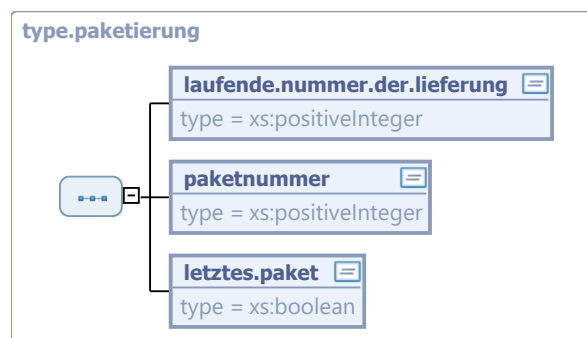 type.paketierung
laufende.nummer.der.lieferung
type = xs:positiveInteger
paketnummer
type = xs:positiveInteger
letztes.paket
type = xs:boolean